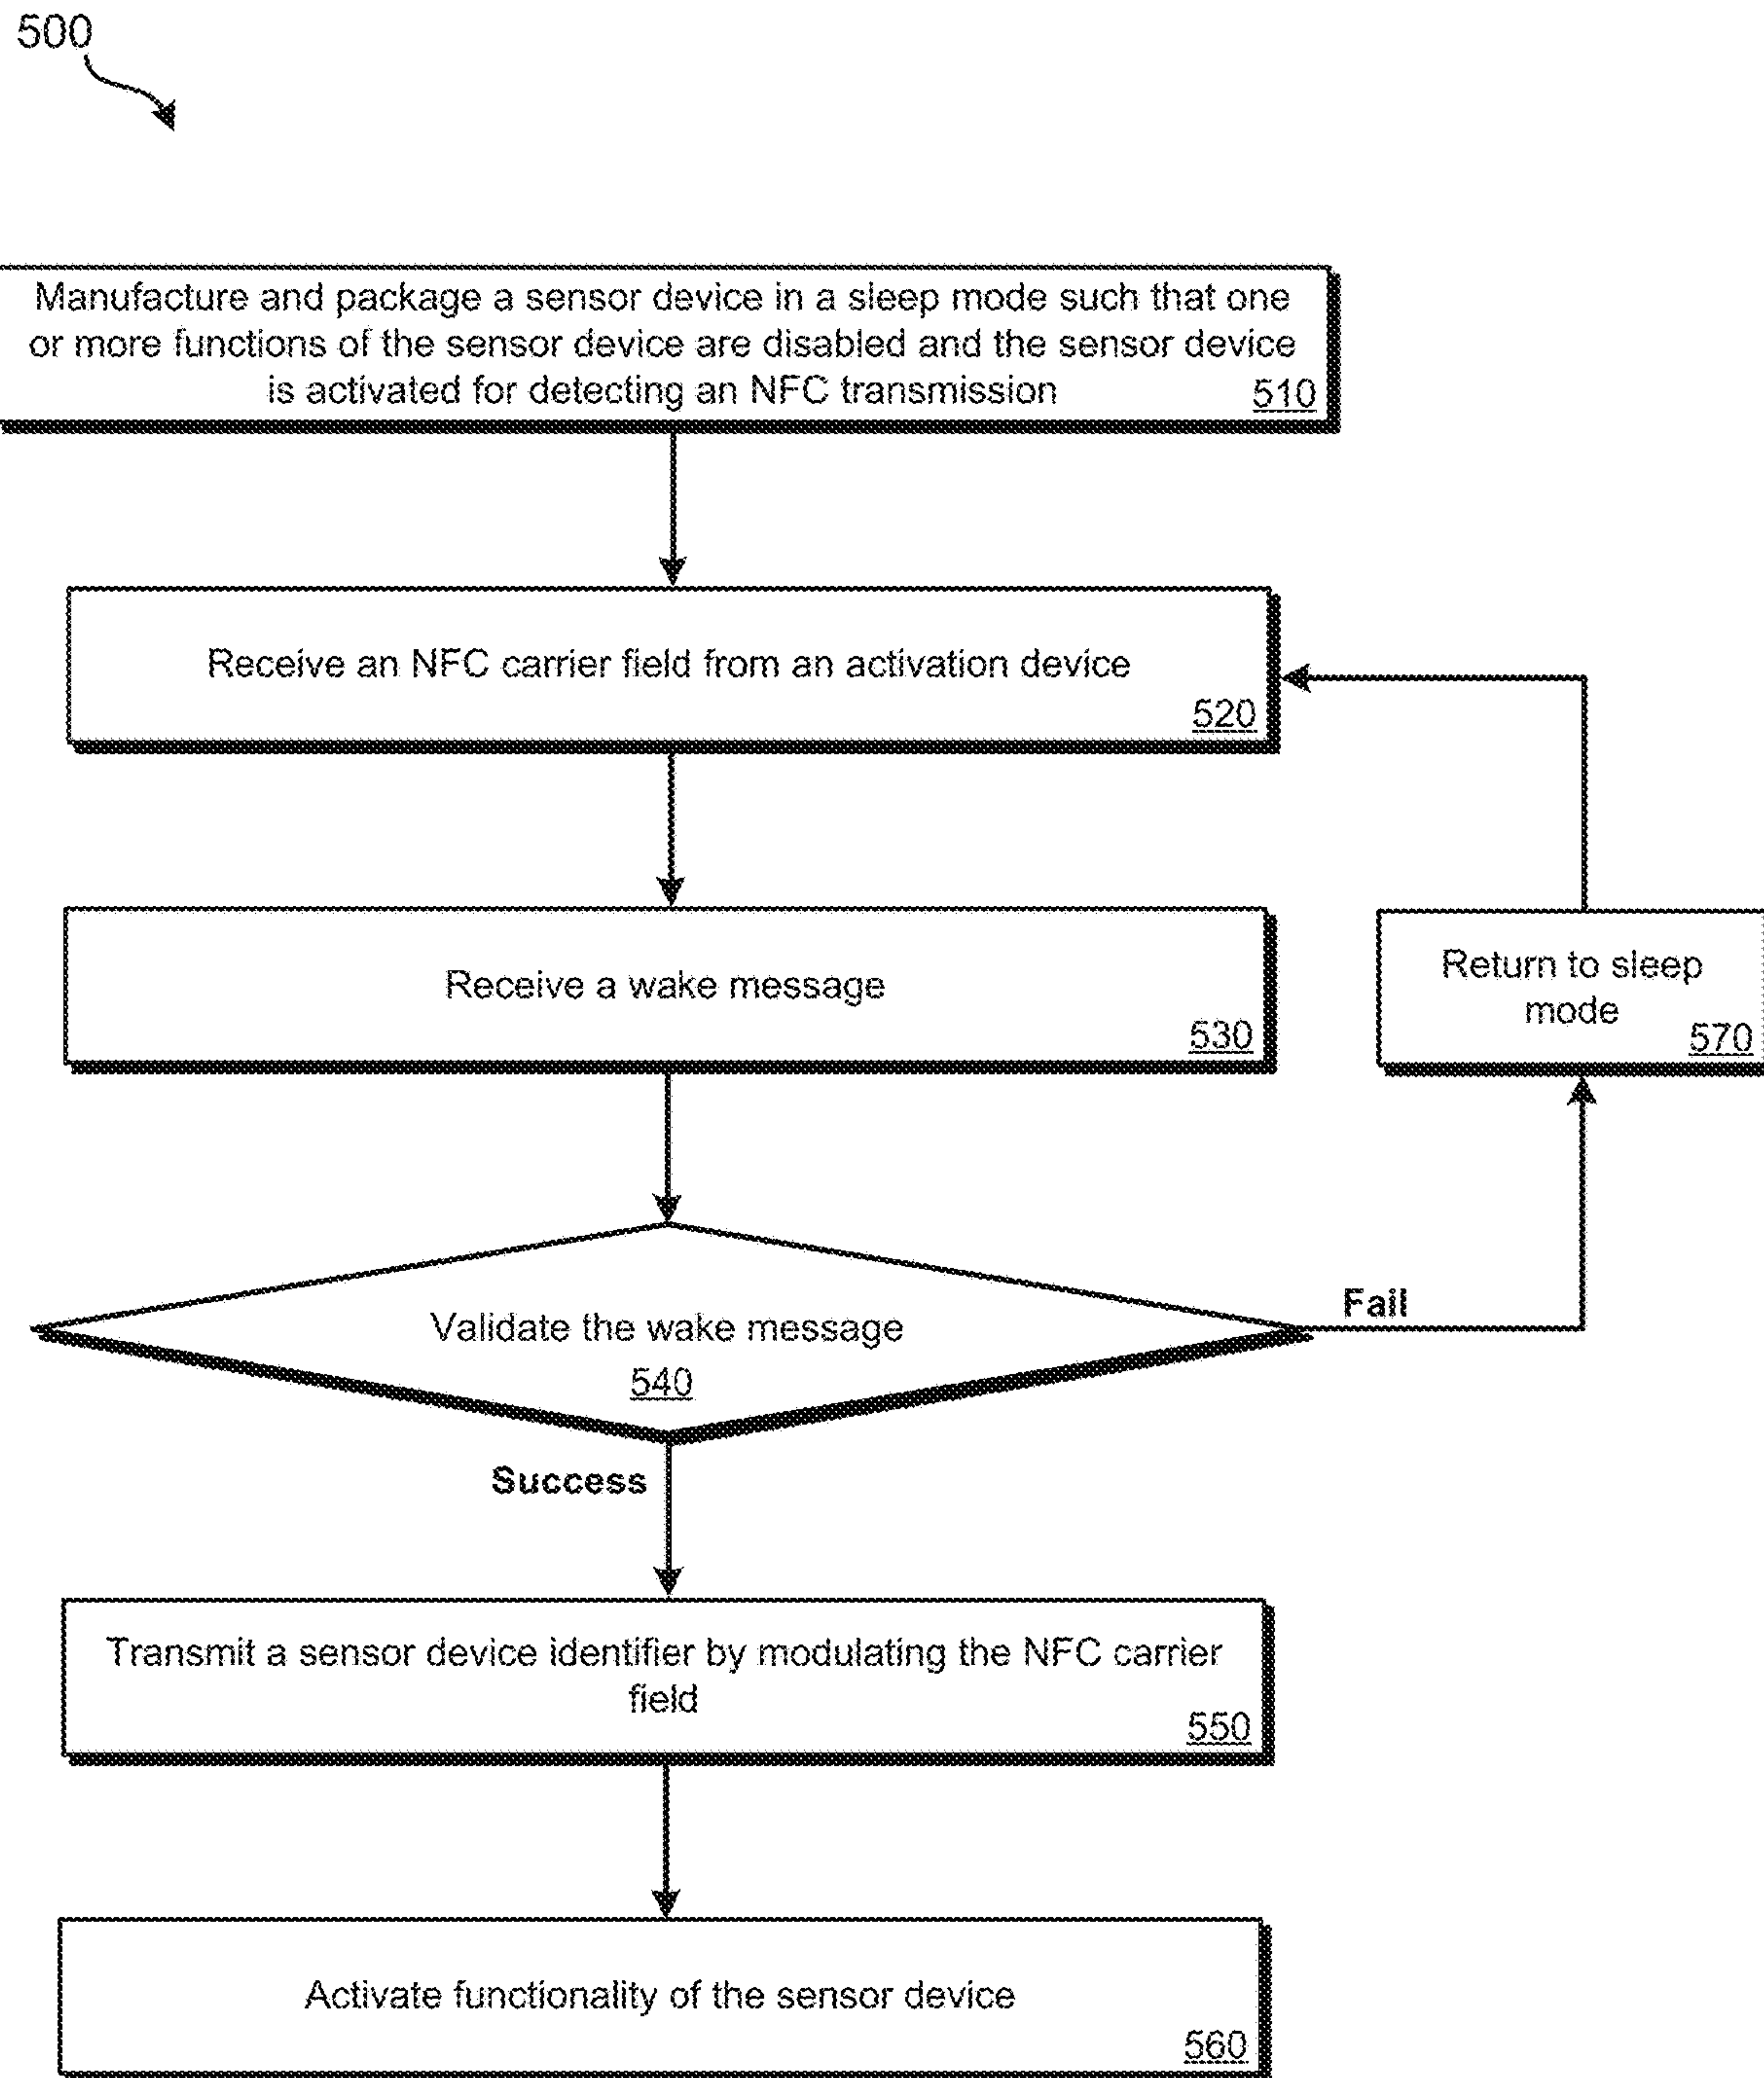 500
Manufacture and package a sensor device in a sleep mode such that one
or more functions of the sensor device are disabled and the sensor device
is activated for detecting an NFC transmission
510
Receive an NFC carrier field from an activation device
520
Receive a wake message
530
Return to sleep
mode
570
Validate the wake message
540
Fail
Success
Transmit a sensor device identifier by modulating the NFC carrier
field
550
Activate functionality of the sensor device
560